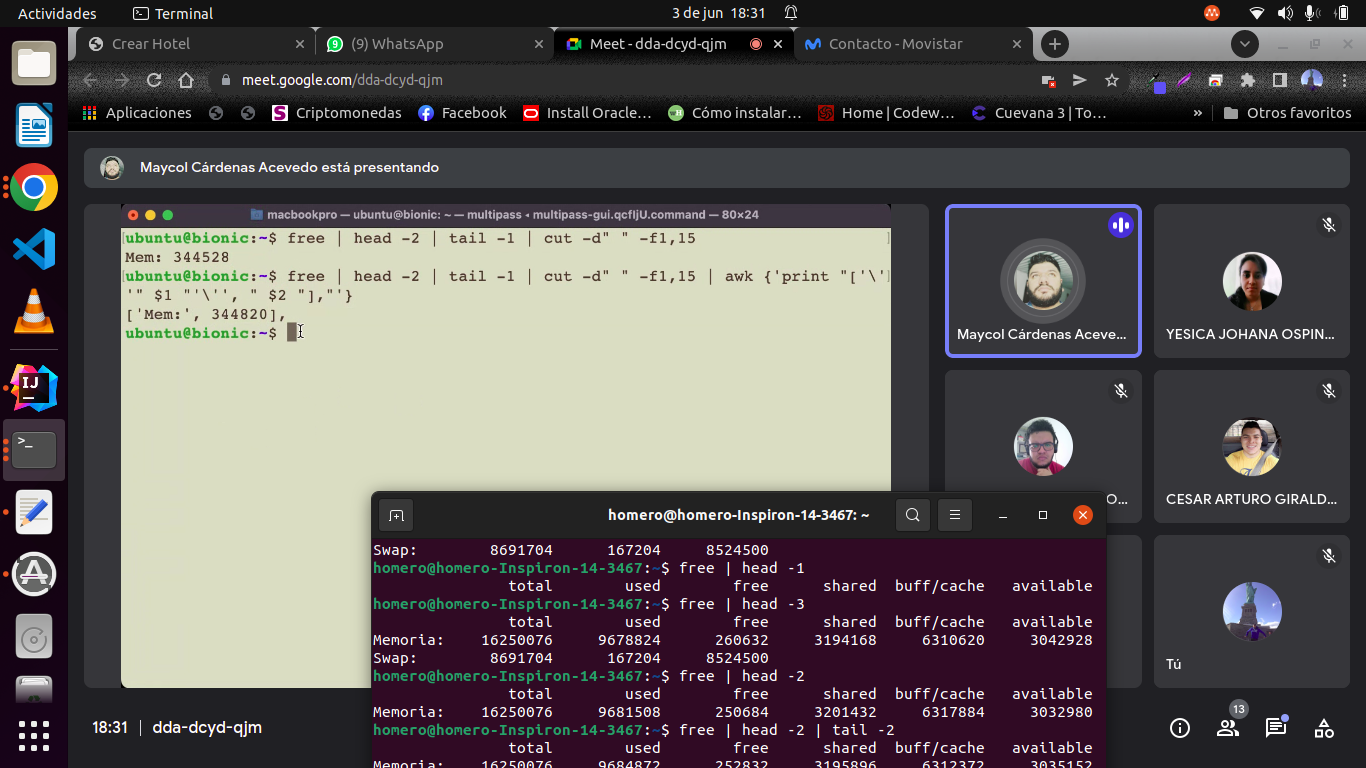 Actividades
Terminal
3 de jun 18:31
Crear Hotel
(9) WhatsApp
Meet - dda-dcyd-qjm
Contacto - Movistar
meet.google.com/dda-dcyd-qjm
Aplicaciones
Criptomonedas
Facebook
Install Oracle...
Cómo instalar...
Home | Codew...
Cuevana 3 | To...
»
Otros favoritos
Maycol Cárdenas Acevedo está presentando
macbookpro — ubuntu@bionic: ~ — multipass ◂ multipass-gui.qcfIjU.command — 80×24
ubuntu@bionic:~$ free | head -2 | tail -1 | cut -d" " -f1,15
Mem: 344528
ubuntu@bionic:~$ free | head -2 | tail -1 | cut -d" " -f1,15 | awk {'print "['\'
'" $1 "'\'', " $2 "],"'}
['Mem:', 344820],
ubuntu@bionic:~$
Maycol Cárdenas Aceve...
YESICA JOHANA OSPIN...
O...
CESAR ARTURO GIRALD...
Tú
homero@homero-Inspiron-14-3467: ~
Swap: 8691704 167204 8524500
homero@homero-Inspiron-14-3467:~$ free | head -1
total used free shared buff/cache available
homero@homero-Inspiron-14-3467:~$ free | head -3
total used free shared buff/cache available
Memoria: 16250076 9678824 260632 3194168 6310620 3042928
Swap: 8691704 167204 8524500
homero@homero-Inspiron-14-3467:~$ free | head -2
total used free shared buff/cache available
Memoria: 16250076 9681508 250684 3201432 6317884 3032980
homero@homero-Inspiron-14-3467:~$ free | head -2 | tail -2
total used free shared buff/cache available
Memoria: 16250076 9684872 252832 3195896 6312372 3035152
18:31 | dda-dcyd-qjm
13